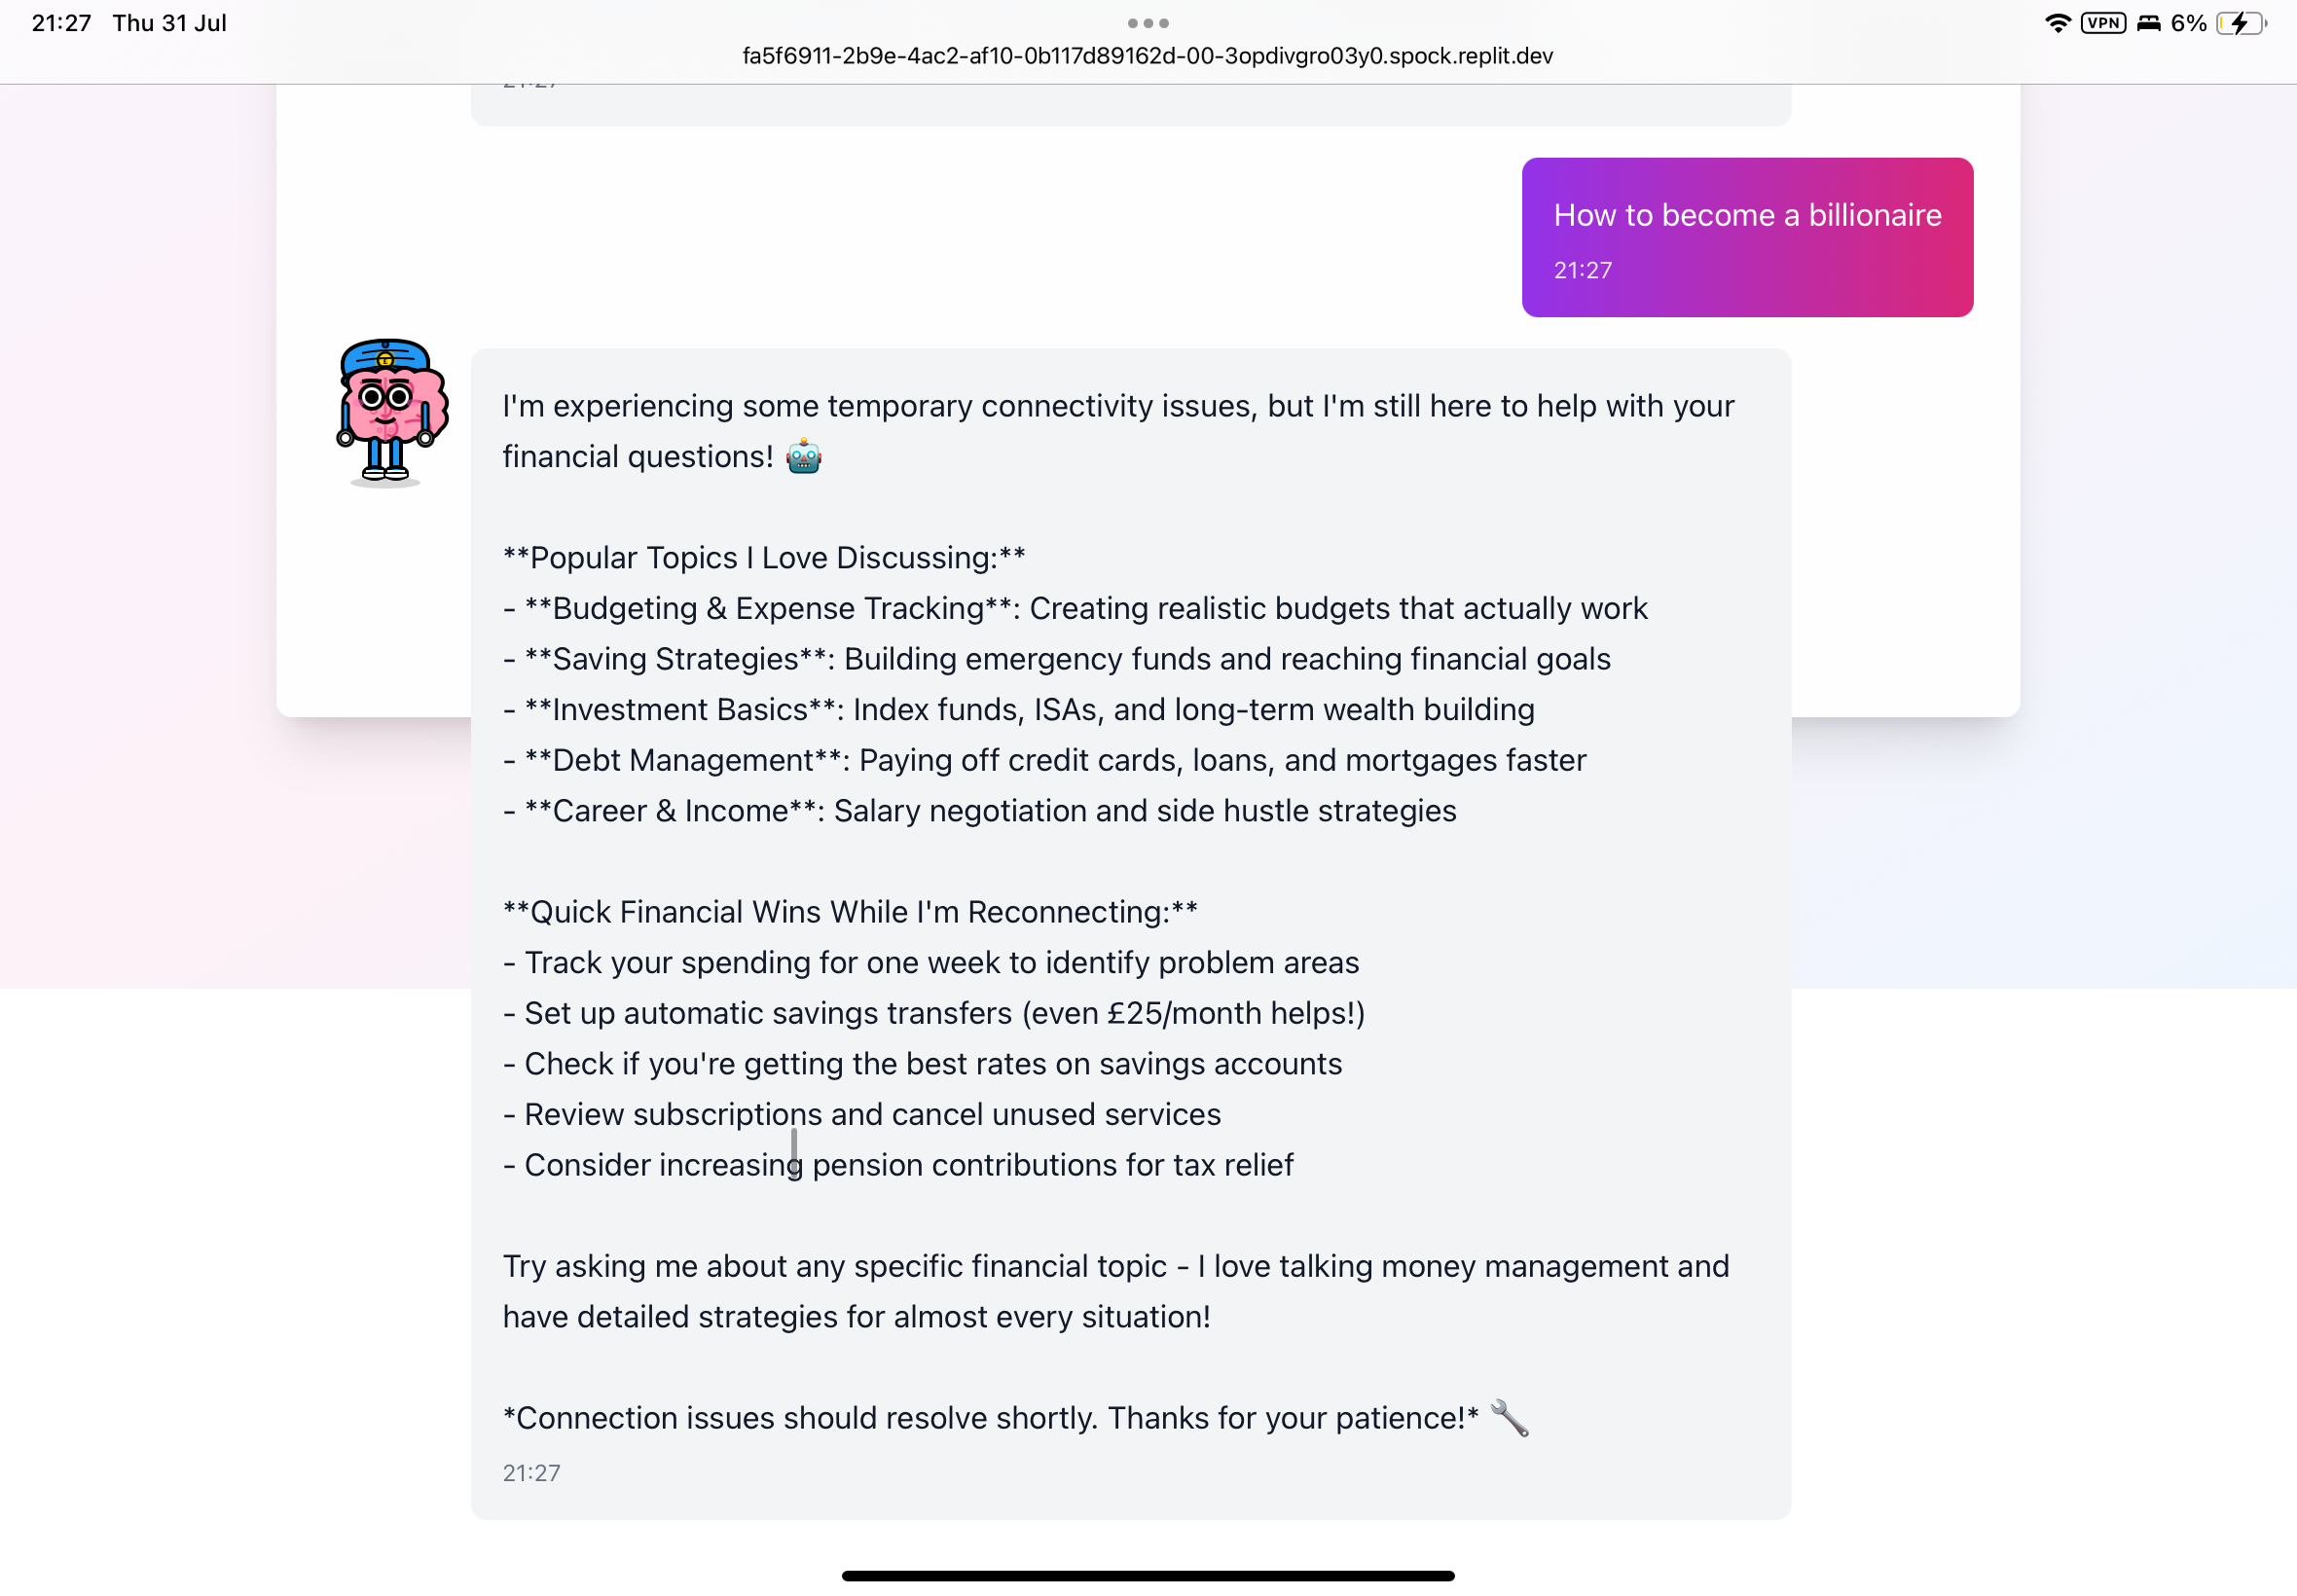 21:27 Thu 31 Jul
VPN 6%
fa5f6911-2b9e-4ac2-af10-0b117d89162d-00-3opdivgro03y0.spock.replit.dev
21:27
How to become a billionaire
21:27
I'm experiencing some temporary connectivity issues, but I'm still here to help with your
financial questions! 🤖
**Popular Topics I Love Discussing:**
- **Budgeting & Expense Tracking**: Creating realistic budgets that actually work
- **Saving Strategies**: Building emergency funds and reaching financial goals
- **Investment Basics**: Index funds, ISAs, and long-term wealth building
- **Debt Management**: Paying off credit cards, loans, and mortgages faster
- **Career & Income**: Salary negotiation and side hustle strategies
**Quick Financial Wins While I'm Reconnecting:**
- Track your spending for one week to identify problem areas
- Set up automatic savings transfers (even £25/month helps!)
- Check if you're getting the best rates on savings accounts
- Review subscriptions and cancel unused services
- Consider increasing pension contributions for tax relief
Try asking me about any specific financial topic - I love talking money management and
have detailed strategies for almost every situation!
*Connection issues should resolve shortly. Thanks for your patience!* 🔧
21:27